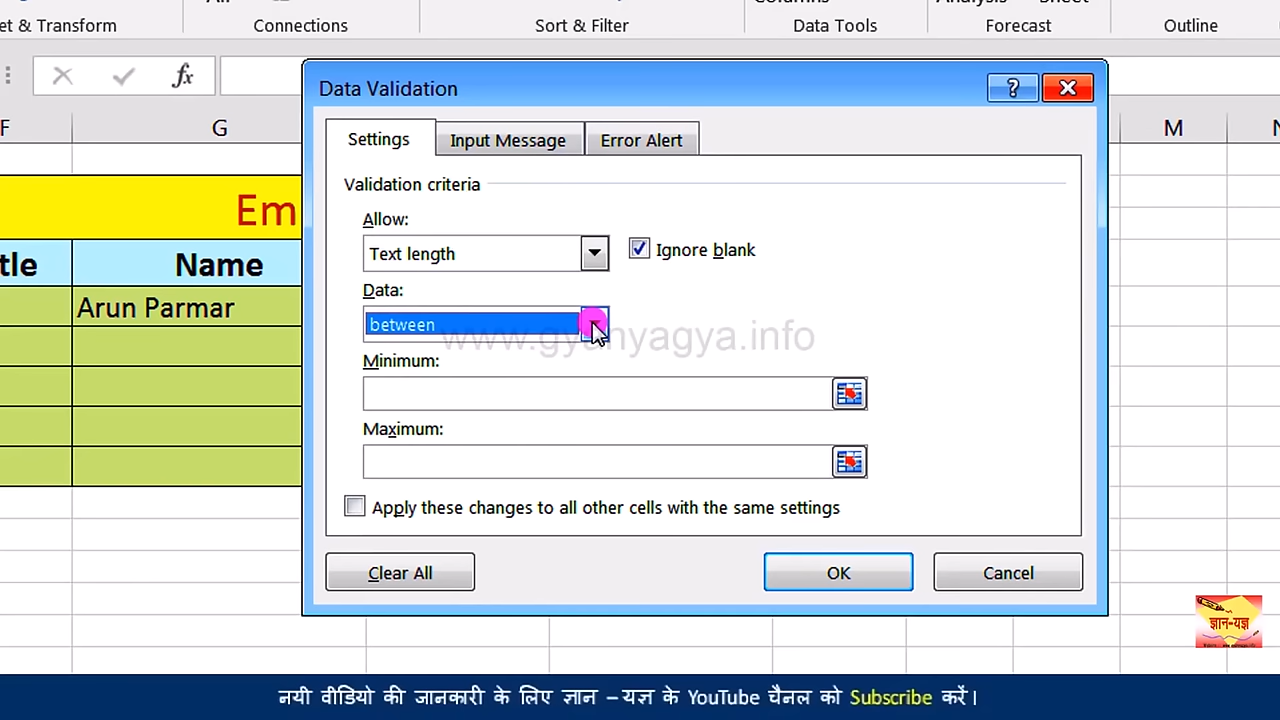 et & Transform
Connections
Sort & Filter
Data Tools
Forecast
Outline
fx
Data Validation
?
F
G
M
Settings
Input Message
Error Alert
Validation criteria
Allow:
Text length
Ignore blank
Data:
between
www.gyanyagya.info
Minimum:
Maximum:
Apply these changes to all other cells with the same settings
Clear All
OK
Cancel
Em
tle
Name
Arun Parmar
ज्ञान-यज्ञ
नयी वीडियो की जानकारी के लिए ज्ञान – यज्ञ के YouTube चैनल को Subscribe करें।